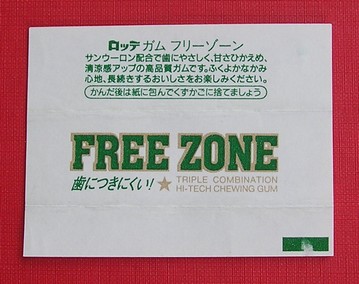 ロッテ ガム フリーゾーン
サンウーロン配合で歯にやさしく、甘さひかえめ、
清涼感アップの高品質ガムです。ふくよかなかみ
心地、長続きするおいしさをお楽しみください。
かんだ後は紙に包んでくずかごに捨てましょう
FREE ZONE
歯につきにくい！★ TRIPLE COMBINATION
HI-TECH CHEWING GUM